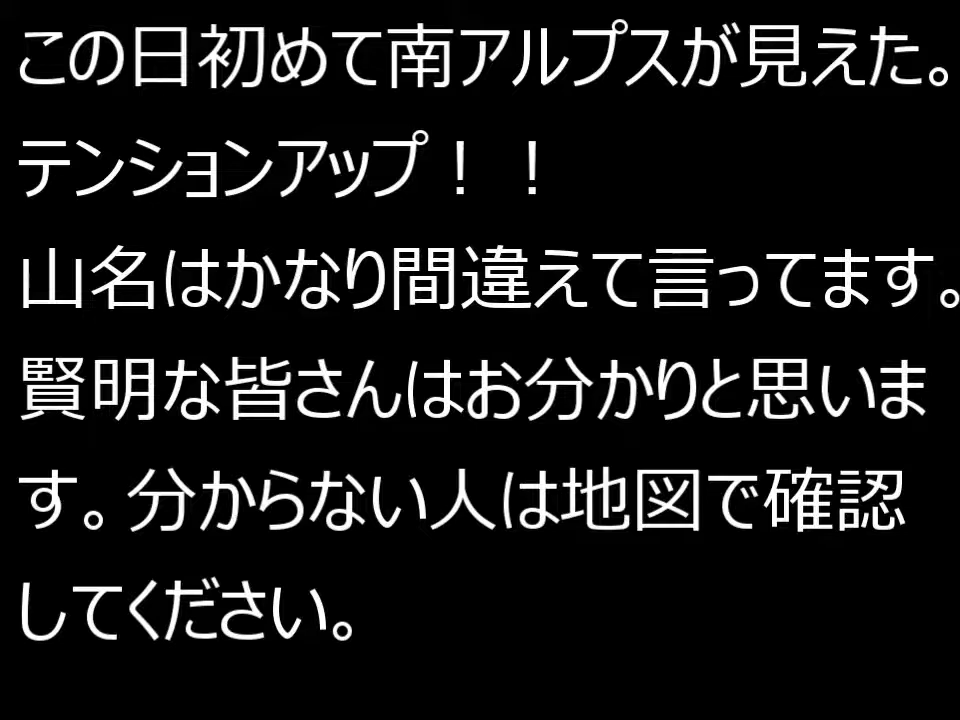 この日初めて南アルプスが見えた。
テンションアップ！！
山名はかなり間違えて言ってます。
賢明な皆さんはお分かりと思いま
す。分からない人は地図で確認
してください。